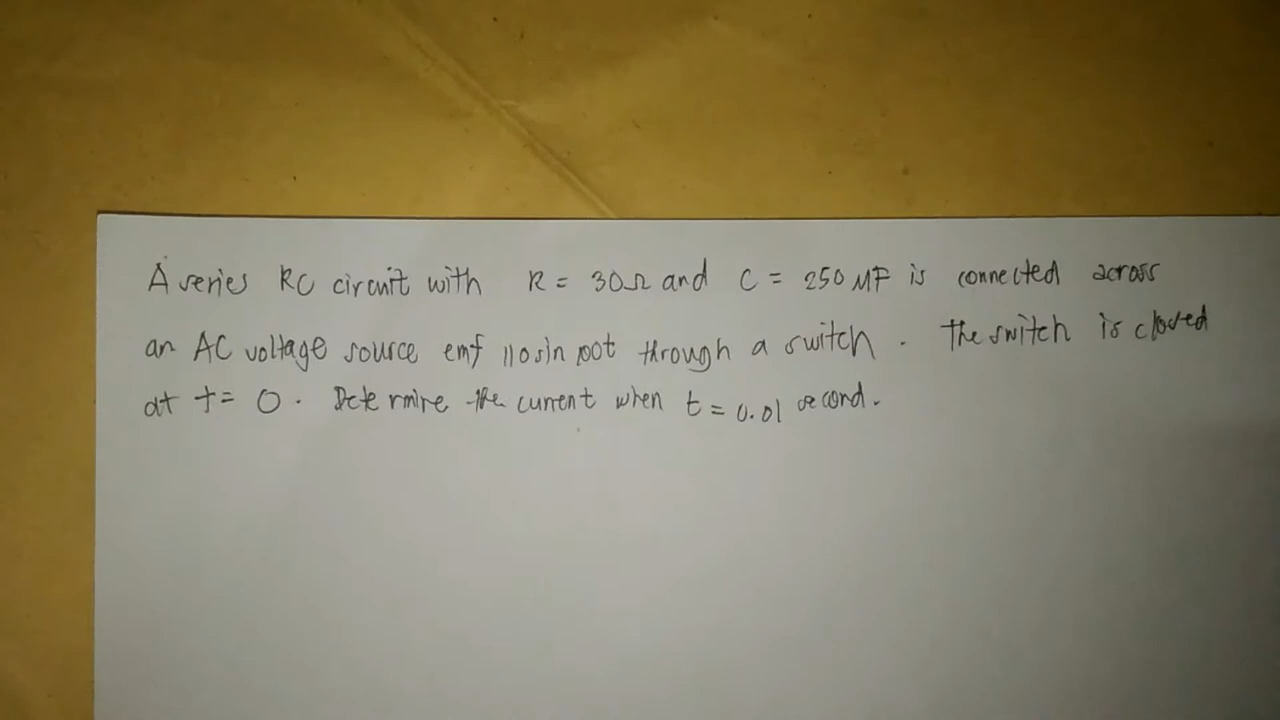 A series RC circuit with R = 30Ω and C = 250 μF is connected across
an AC voltage source emf 110 sin t through a switch. The switch is closed
at t = 0. Determine the current when t = 0.01 second.